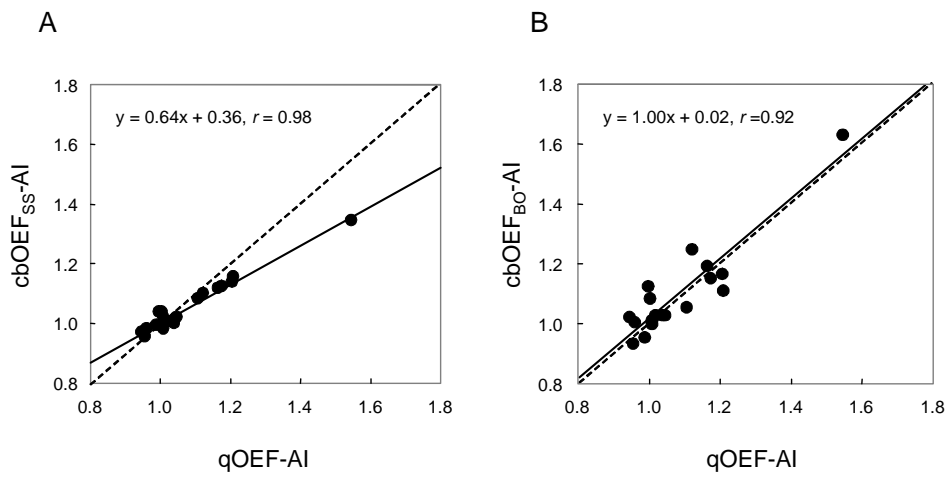 A
B
1.8
1.6
1.4
1.2
1.0
0.8
y = 0.64x + 0.36, r = 0.98
cbOEFSS-AI
0.8 1.0 1.2 1.4 1.6 1.8
qOEF-AI
1.8
1.6
1.4
1.2
1.0
0.8
y = 1.00x + 0.02, r =0.92
cbOEFBO-AI
0.8 1.0 1.2 1.4 1.6 1.8
qOEF-AI